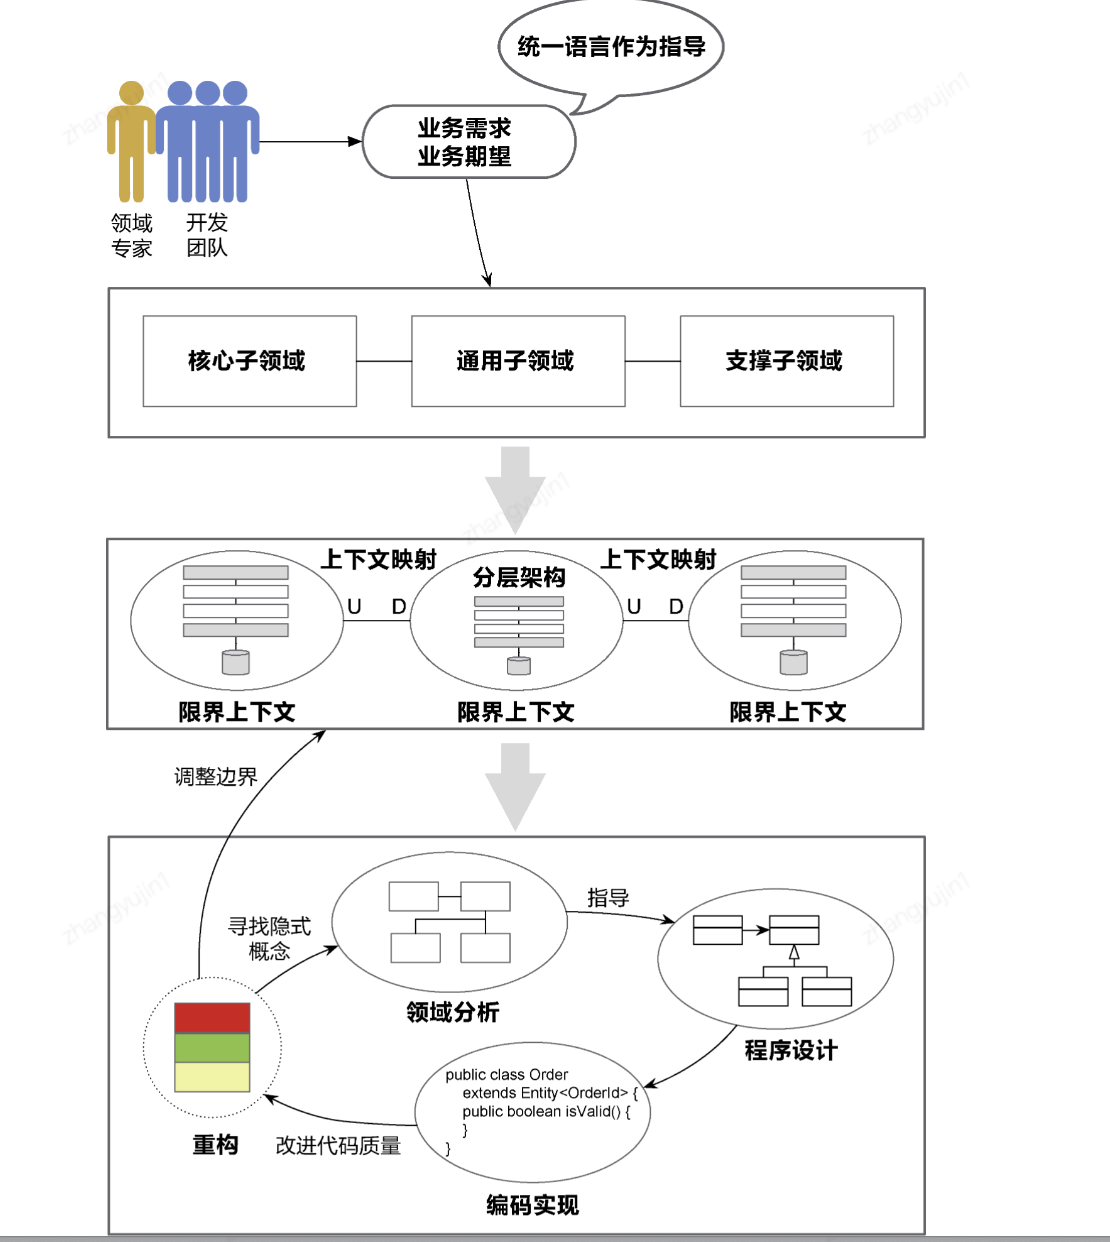 统一语言作为指导
业务需求
业务期望
领域
专家
开发
团队
核心子领域
通用子领域
支撑子领域
上下文映射
上下文映射
分层架构
U
D
U
D
限界上下文
限界上下文
限界上下文
调整边界
寻找隐式
概念
指导
领域分析
程序设计
public class Order
extends Entity<OrderId> {
public boolean isValid() {
}
}
重构
改进代码质量
编码实现
zhangyujin1
zhangyujin1
zhangyujin1
zhangyujin1
zhangyujin1